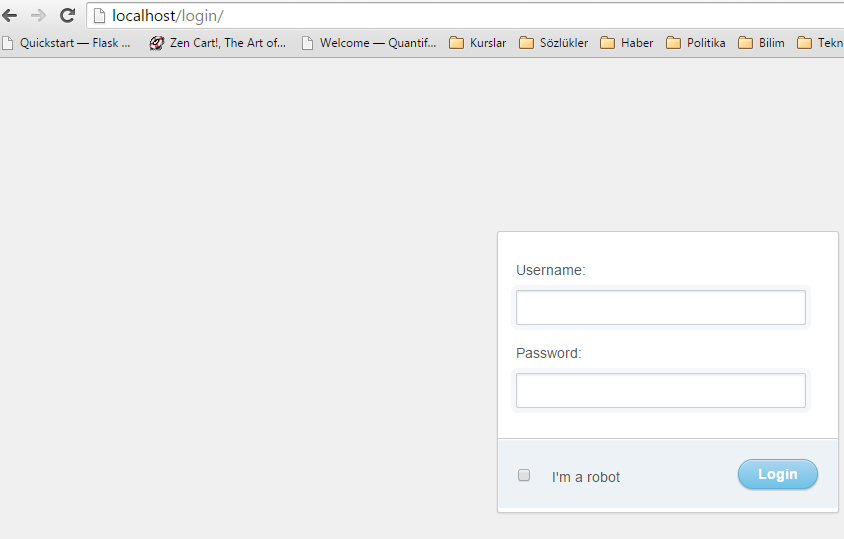 localhost/login/
Quickstart — Flask ... Zen Cart!, The Art of... Welcome — Quantif... Kurslar Sözlükler Haber Politika Bilim Tekn
Username:
Password:
I'm a robot Login